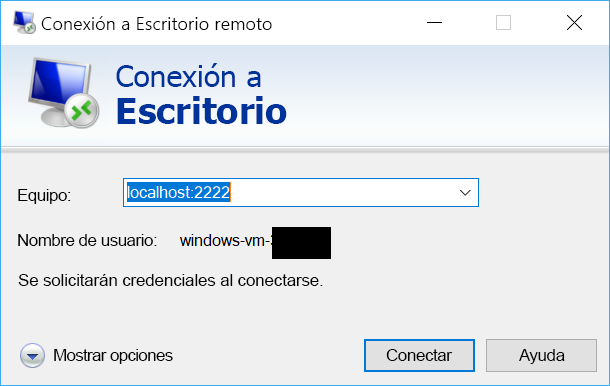 Conexión a Escritorio remoto
Conexión a
Escritorio
Equipo: localhost:2222
Nombre de usuario: windows-vm-
Se solicitarán credenciales al conectarse.
Mostrar opciones Conectar Ayuda